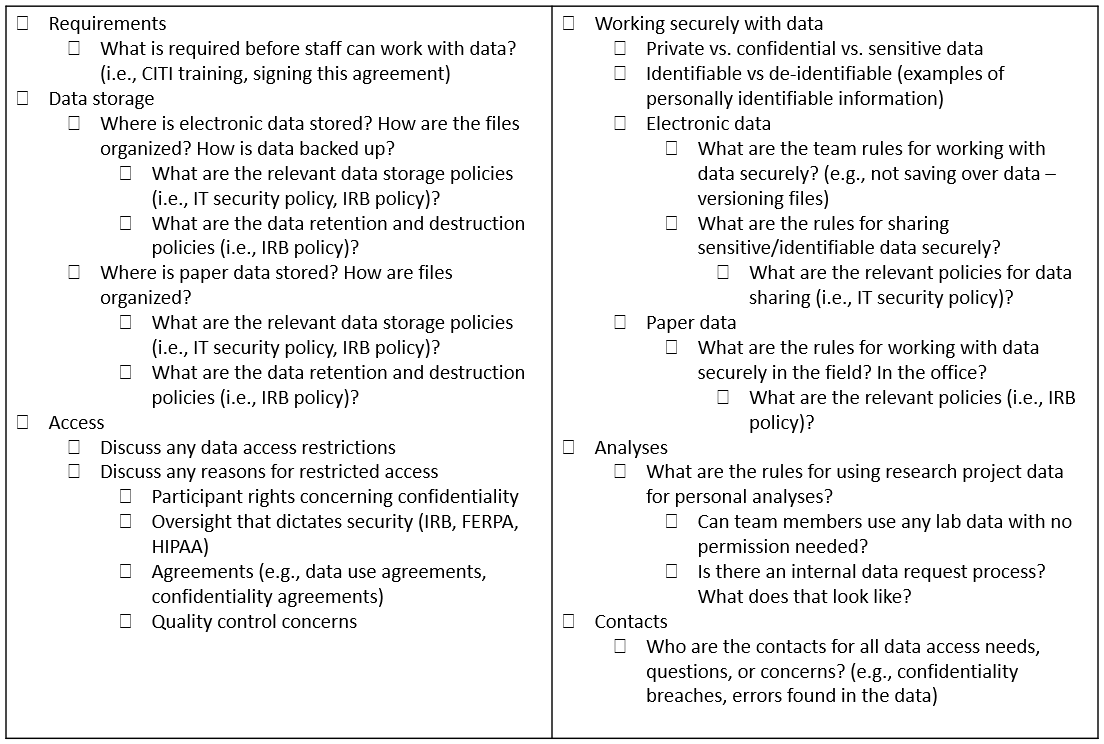 Requirements
What is required before staff can work with data?
(i.e., CITI training, signing this agreement)
Data storage
Where is electronic data stored? How are the files
organized? How is data backed up?
What are the relevant data storage policies
(i.e., IT security policy, IRB policy)?
What are the data retention and destruction
policies (i.e., IRB policy)?
Where is paper data stored? How are files
organized?
What are the relevant data storage policies
(i.e., IT security policy, IRB policy)?
What are the data retention and destruction
policies (i.e., IRB policy)?
Access
Discuss any data access restrictions
Discuss any reasons for restricted access
Participant rights concerning confidentiality
Oversight that dictates security (IRB, FERPA,
HIPAA)
Agreements (e.g., data use agreements,
confidentiality agreements)
Quality control concerns
Working securely with data
Private vs. confidential vs. sensitive data
Identifiable vs de-identifiable (examples of
personally identifiable information)
Electronic data
What are the team rules for working with
data securely? (e.g., not saving over data –
versioning files)
What are the rules for sharing
sensitive/identifiable data securely?
What are the relevant policies for data
sharing (i.e., IT security policy)?
Paper data
What are the rules for working with data
securely in the field? In the office?
What are the relevant policies (i.e., IRB
policy)?
Analyses
What are the rules for using research project data
for personal analyses?
Can team members use any lab data with no
permission needed?
Is there an internal data request process?
What does that look like?
Contacts
Who are the contacts for all data access needs,
questions, or concerns? (e.g., confidentiality
breaches, errors found in the data)